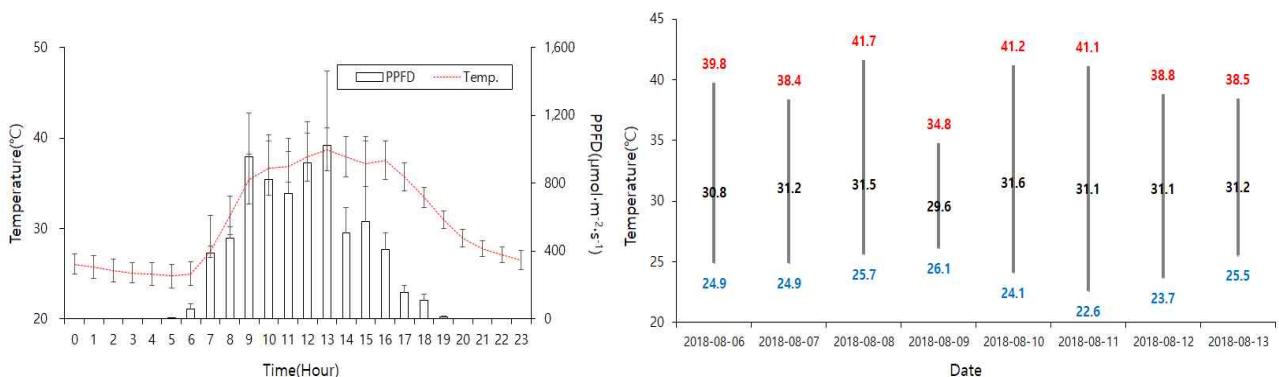 50
40
30
20
Temperature(℃)
PPFD
Temp.
1,600
1,200
800
400
0
PPFD(μmol·m⁻²·s⁻¹)
0 1 2 3 4 5 6 7 8 9 10 11 12 13 14 15 16 17 18 19 20 21 22 23
Time(Hour)
45
40
35
30
25
20
Temperature(℃)
39.8 38.4 41.7 34.8 41.2 41.1 38.8 38.5
30.8 31.2 31.5 29.6 31.6 31.1 31.1 31.2
24.9 24.9 25.7 26.1 24.1 22.6 23.7 25.5
2018-08-06 2018-08-07 2018-08-08 2018-08-09 2018-08-10 2018-08-11 2018-08-12 2018-08-13
Date